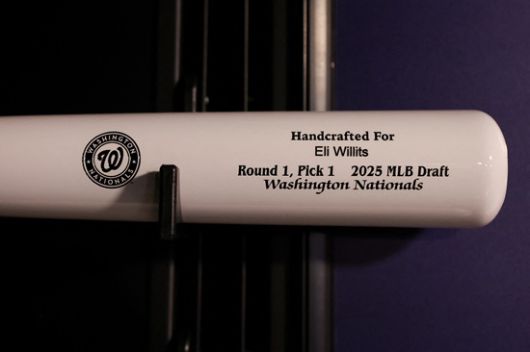 WASHINGTON
W
NATIONALS
Handcrafted For
Eli Willits
Round 1, Pick 1 2025 MLB Draft
Washington Nationals